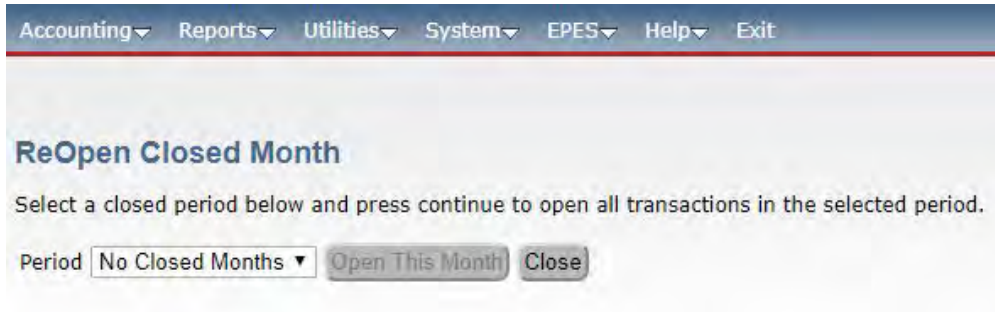 Accounting Reports Utilities System EPES Help Exit
ReOpen Closed Month
Select a closed period below and press continue to open all transactions in the selected period.
Period No Closed Months Open This Month Close